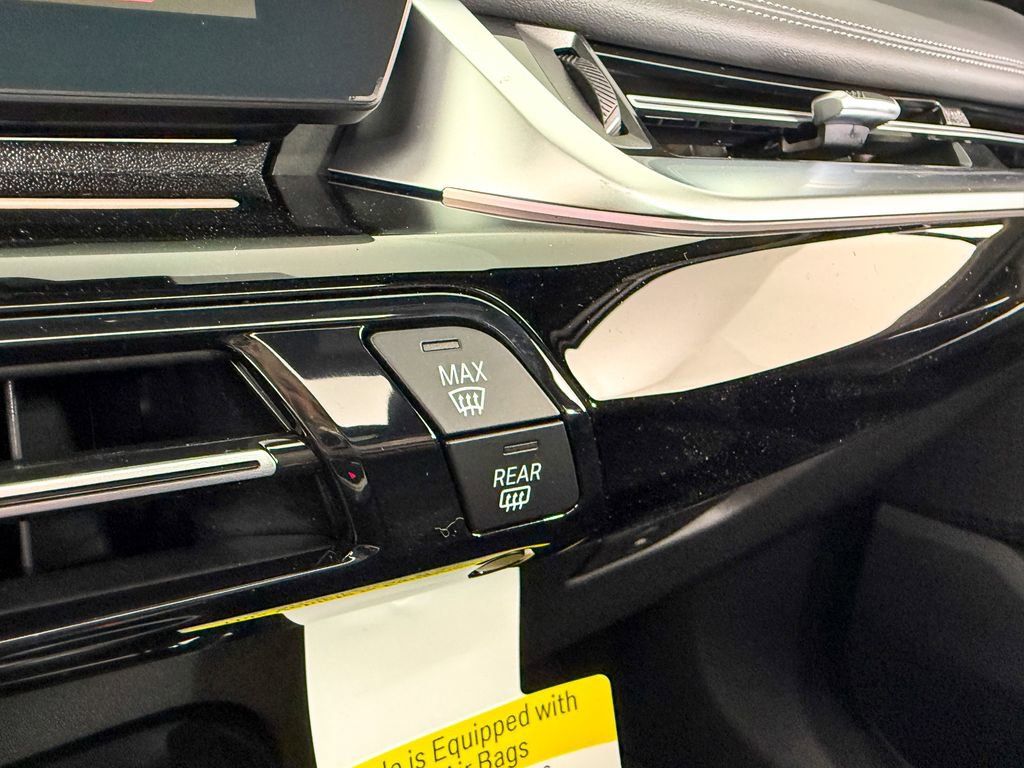 MAX
REAR
is Equipped with
Air Bags